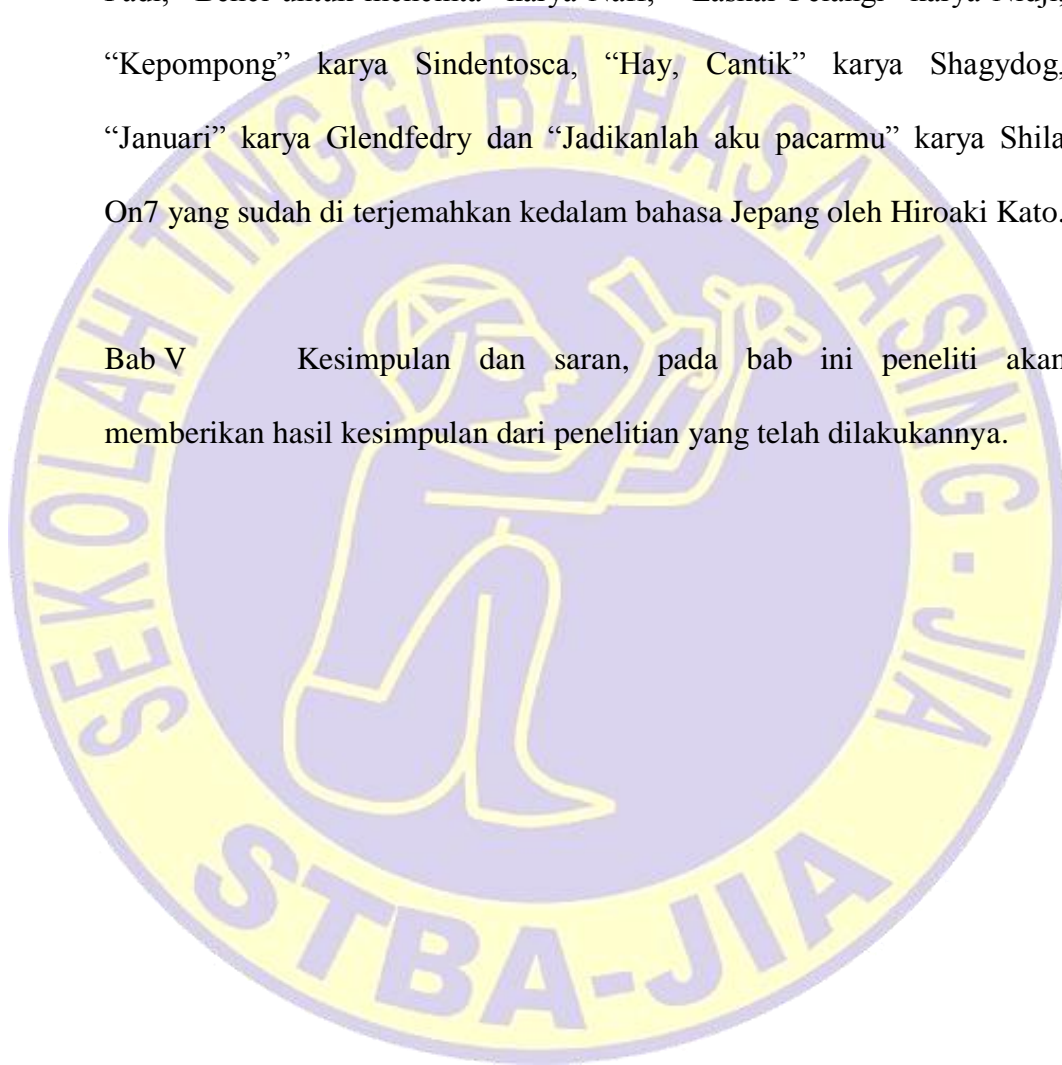 “Kepompong” karya Sindentosca, “Hay, Cantik” karya Shagydog,
“Januari” karya Glendfedry dan “Jadikanlah aku pacarmu” karya Shila
On7 yang sudah di terjemahkan kedalam bahasa Jepang oleh Hiroaki Kato.
Bab V Kesimpulan dan saran, pada bab ini peneliti akan
memberikan hasil kesimpulan dari penelitian yang telah dilakukannya.
SEKOLAH TINGGI BAHASA ASING - JIA
STBA-JIA